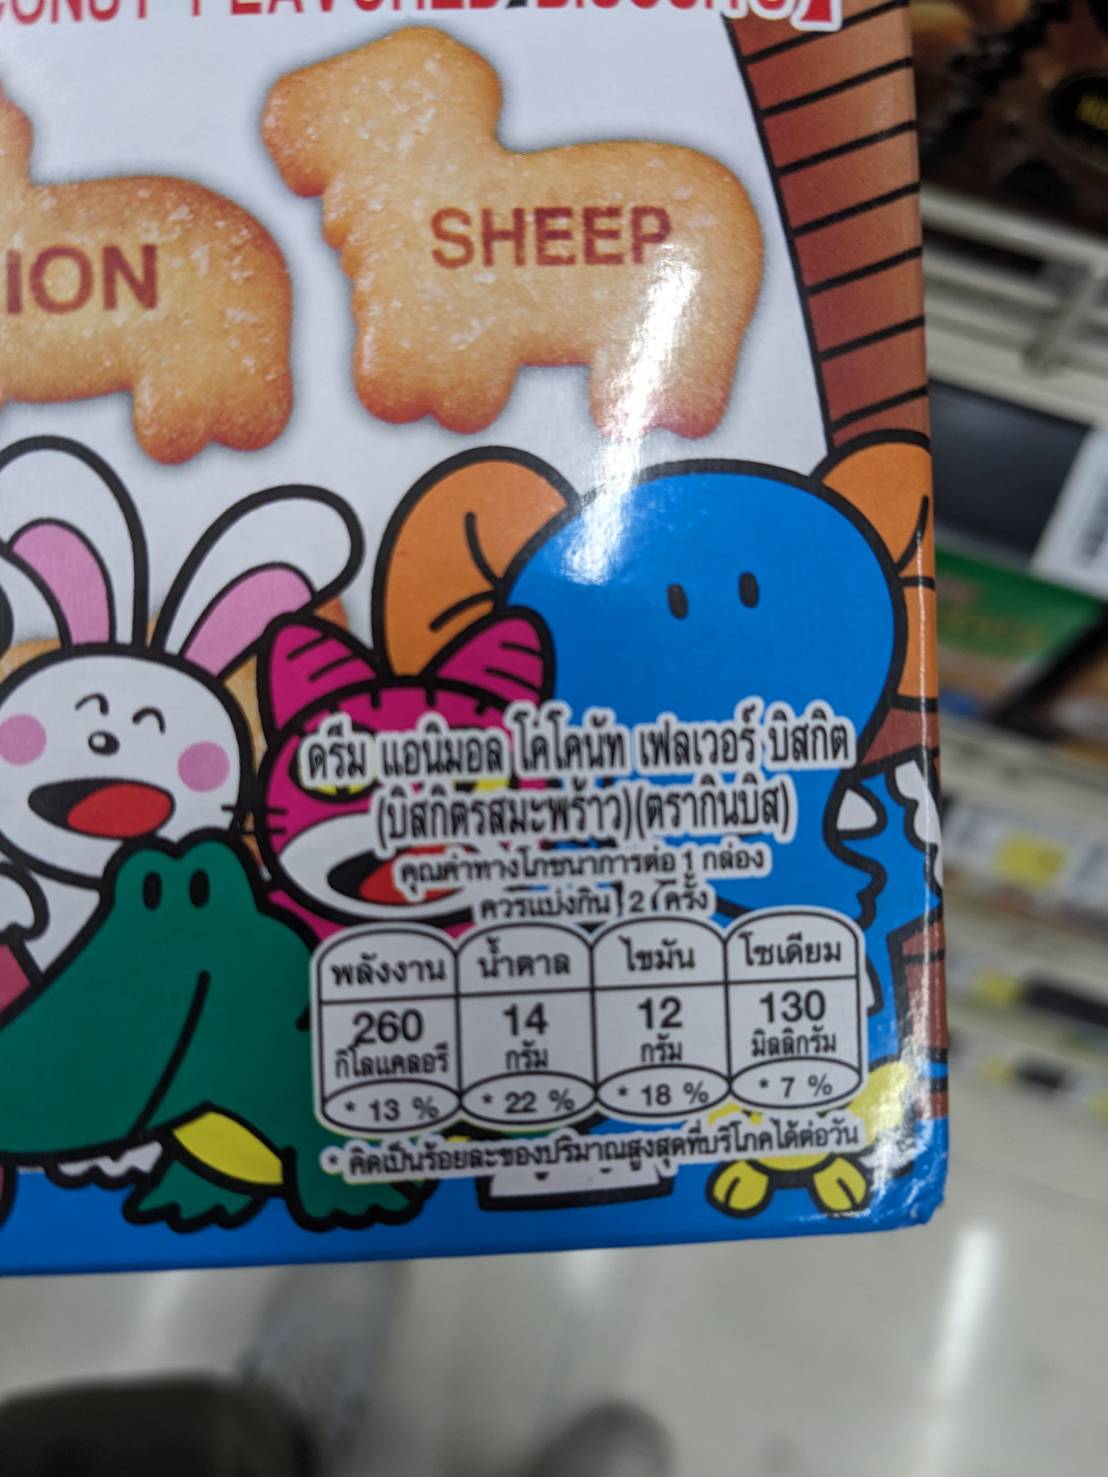 FLAVORED BISCUITS
ION
SHEEP
ดรีม แอนิมอล โคโคนัท เฟลเวอร์ บิสกิต
(บิสกิตรสมะพร้าว)(ตรากินบิส)
คุณค่าทางโภชนาการต่อ 1 กล่อง
ควรแบ่งกิน 2 ครั้ง
พลังงาน น้ำตาล ไขมัน โซเดียม
260 14 12 130
กิโลแคลอรี กรัม กรัม มิลลิกรัม
* 13 % * 22 % * 18 % * 7 %
* คิดเป็นร้อยละของปริมาณสูงสุดที่บริโภคได้ต่อวัน